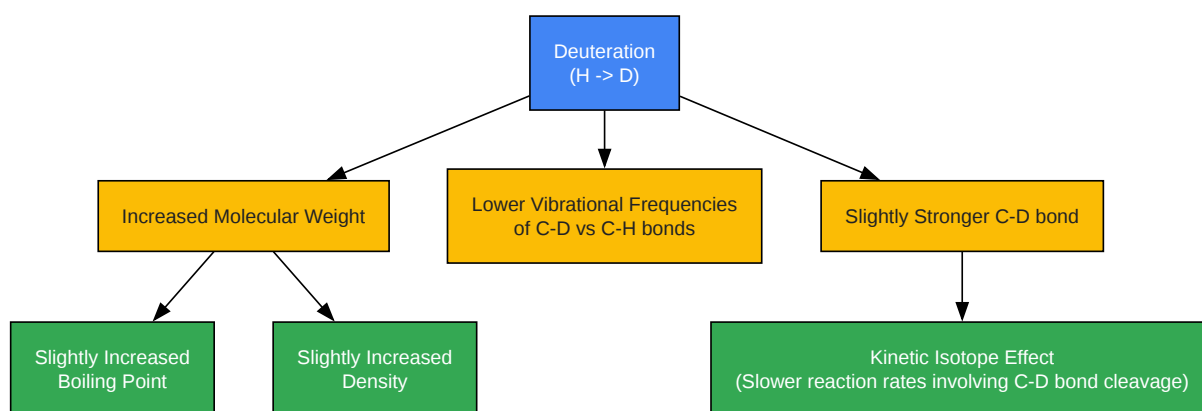 Deuteration
(H -> D)
Increased Molecular Weight
Lower Vibrational Frequencies
of C-D vs C-H bonds
Slightly Stronger C-D bond
Slightly Increased
Boiling Point
Slightly Increased
Density
Kinetic Isotope Effect
(Slower reaction rates involving C-D bond cleavage)